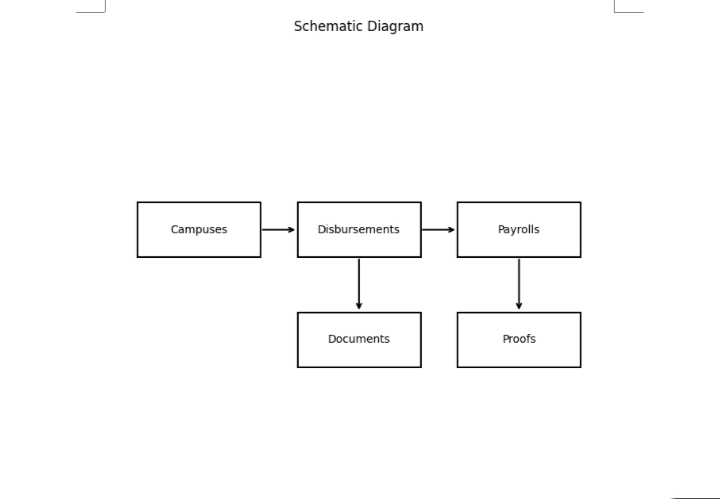 Schematic Diagram
Campuses
Disbursements
Payrolls
Documents
Proofs